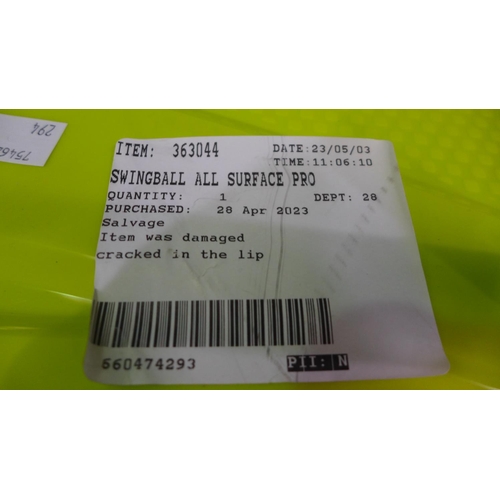 ITEM: 363044 DATE:23/05/03
TIME:11:06:10
SWINGBALL ALL SURFACE PRO
QUANTITY: 1 DEPT: 28
PURCHASED: 28 Apr 2023
Salvage
Item was damaged
cracked in the lip
660474293 PII: N
294